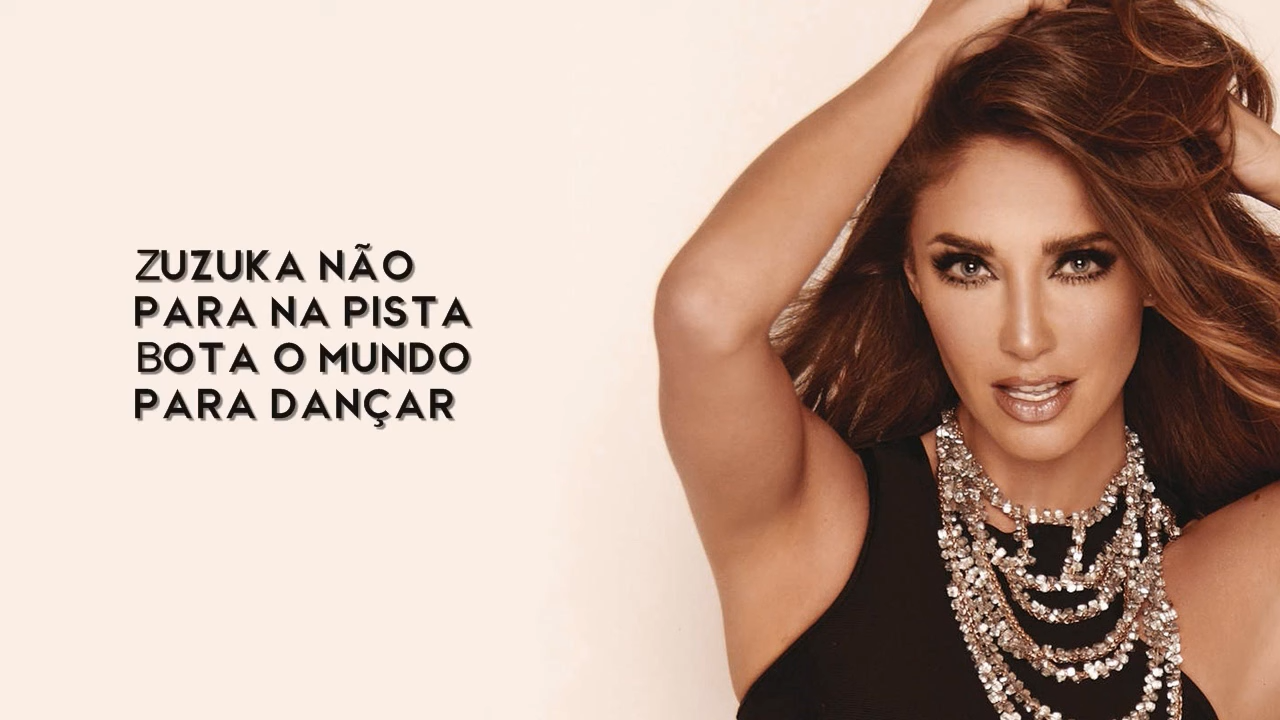 ZUZUKA NÃO
PARA NA PISTA
BOTA O MUNDO
PARA DANÇAR